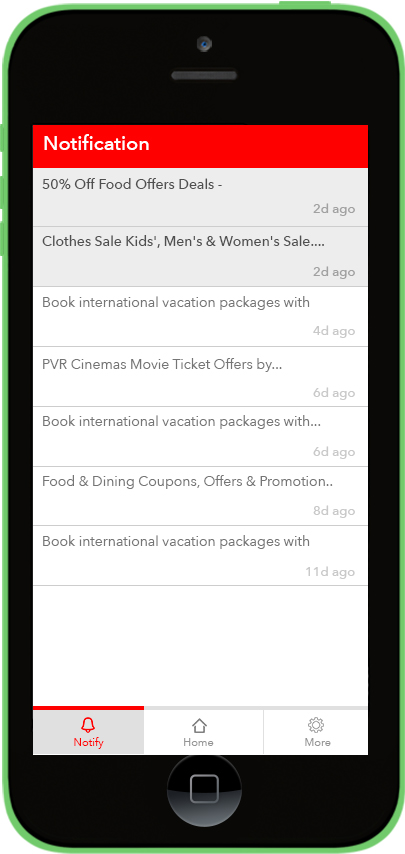 Notification
50% Off Food Offers Deals -
2d ago
Clothes Sale Kids', Men's & Women's Sale....
2d ago
Book international vacation packages with
4d ago
PVR Cinemas Movie Ticket Offers by...
6d ago
Book international vacation packages with...
6d ago
Food & Dining Coupons, Offers & Promotion..
8d ago
Book international vacation packages with
11d ago
Notify Home More